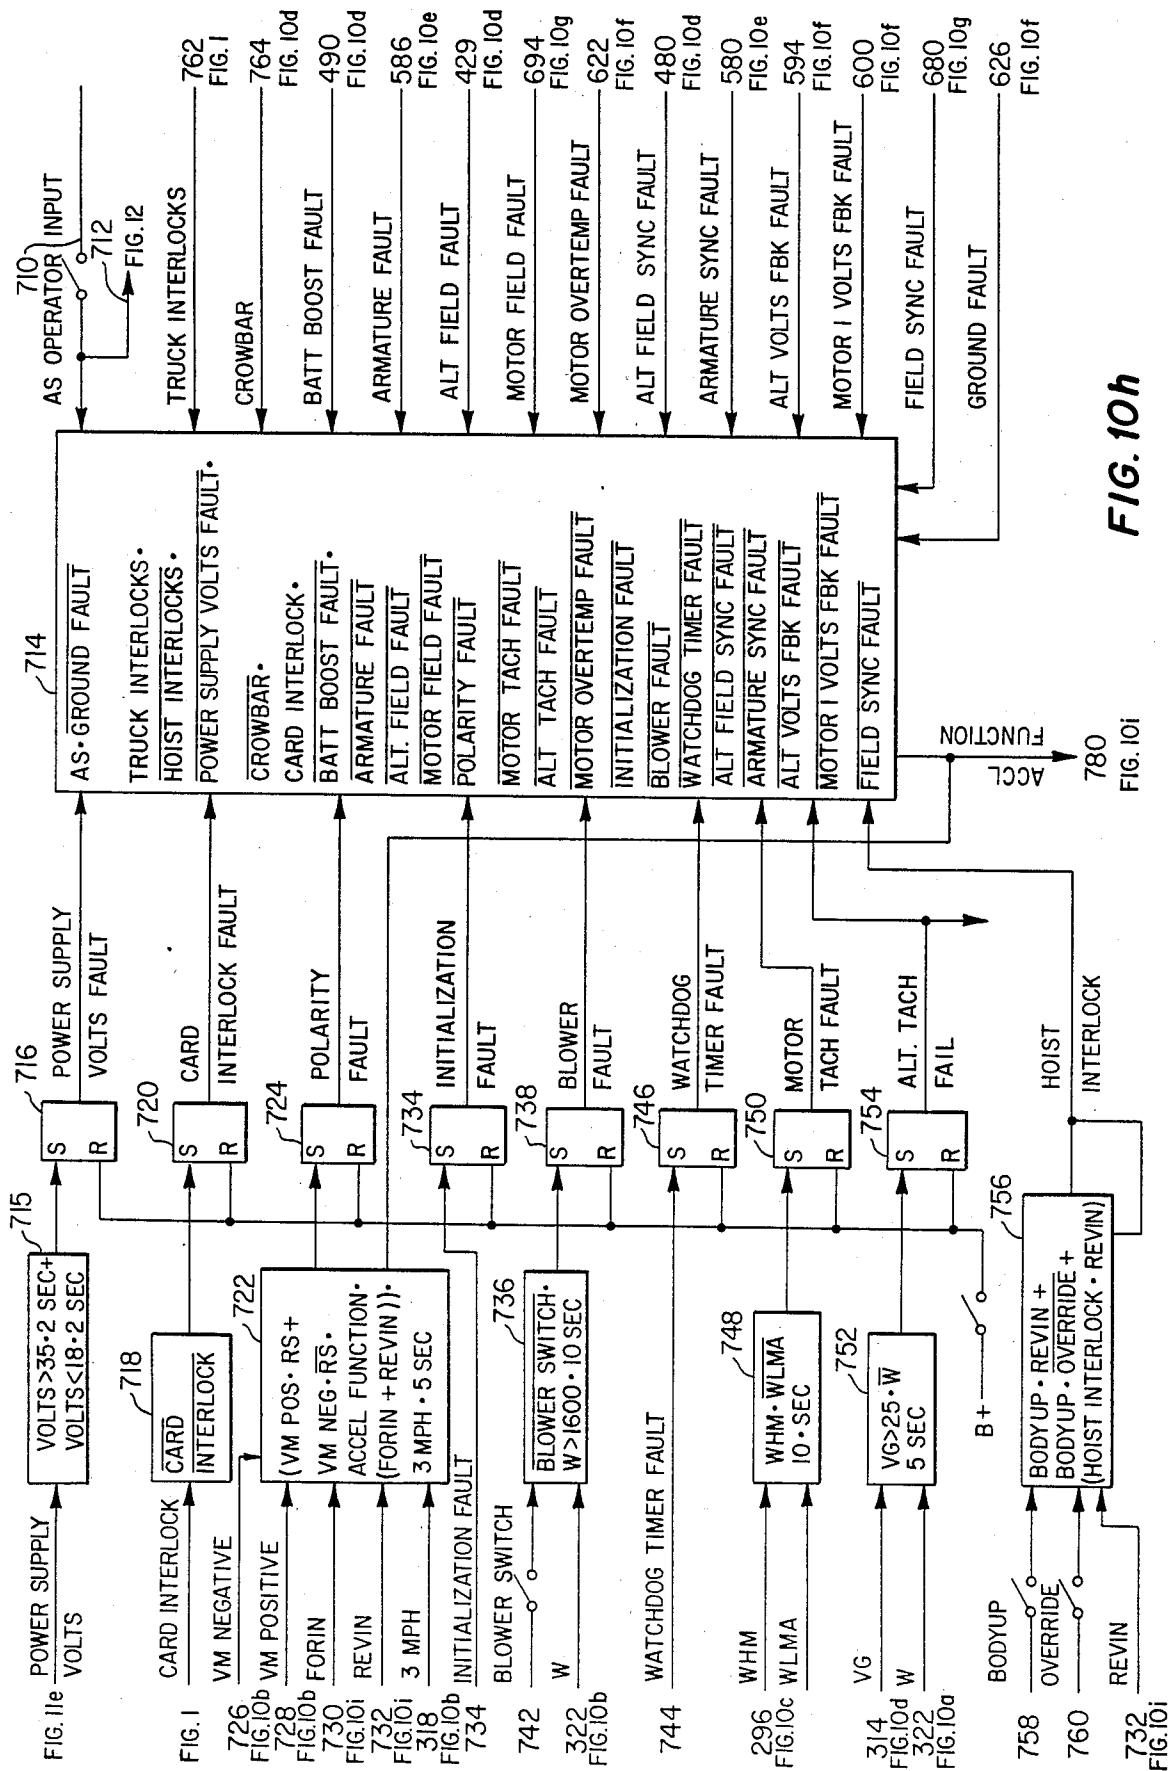 FIG. 11e
POWER SUPPLY
VOLTS
715
VOLTS>35·2 SEC+
VOLTS<18·2 SEC
716
S
R
POWER SUPPLY
VOLTS FAULT
FIG. 1
CARD INTERLOCK
718
CARD
INTERLOCK
720
S
R
CARD
INTERLOCK FAULT
726
FIG.10b
VM NEGATIVE
728
FIG.10b
VM POSITIVE
730
FIG.10i
FORIN
732
FIG.10i
REVIN
318
FIG.10b
3 MPH
722
(VM POS·RS+
VM NEG·RS·
ACCEL FUNCTION·
(FORIN+REVIN))·
3 MPH·5 SEC
724
S
R
POLARITY
FAULT
734
INITIALIZATION FAULT
734
S
R
INITIALIZATION
FAULT
742
BLOWER SWITCH
322
FIG.10b
W
736
BLOWER SWITCH·
W>1600·10 SEC
738
S
R
BLOWER
FAULT
744
WATCHDOG TIMER FAULT
746
S
R
WATCHDOG
TIMER FAULT
296
FIG.10c
WHM
WLMA
748
WHM·WLMA
10·SEC
750
S
R
MOTOR
TACH FAULT
314
FIG.10d
VG
322
FIG.10a
W
752
VG>25·W
5 SEC
754
S
R
ALT. TACH
FAIL
B+
758
BODYUP
760
OVERRIDE
732
FIG.10i
REVIN
756
BODYUP·REVIN+
BODYUP·OVERRIDE+
(HOIST INTERLOCK·REVIN)
HOIST
INTERLOCK
714
AS·GROUND FAULT
TRUCK INTERLOCKS·
HOIST INTERLOCKS·
POWER SUPPLY VOLTS FAULT·
CROWBAR·
CARD INTERLOCK·
BATT BOOST FAULT·
ARMATURE FAULT
ALT. FIELD FAULT
MOTOR FIELD FAULT
POLARITY FAULT
MOTOR TACH FAULT
ALT TACH FAULT
MOTOR OVERTEMP FAULT
INITIALIZATION FAULT
BLOWER FAULT
WATCHDOG TIMER FAULT
ALT FIELD SYNC FAULT
ARMATURE SYNC FAULT
ALT VOLTS FBK FAULT
MOTOR I VOLTS FBK FAULT
FIELD SYNC FAULT
ACCL
FUNCTION
780
FIG. 10i
AS OPERATOR INPUT
710
712
FIG.12
TRUCK INTERLOCKS
762
FIG. 1
CROWBAR
764
FIG.10d
BATT BOOST FAULT
490
FIG.10d
ARMATURE FAULT
586
FIG.10e
ALT FIELD FAULT
429
FIG.10d
MOTOR FIELD FAULT
694
FIG.10g
MOTOR OVERTEMP FAULT
622
FIG.10f
ALT FIELD SYNC FAULT
480
FIG.10d
ARMATURE SYNC FAULT
580
FIG.10e
ALT VOLTS FBK FAULT
594
FIG.10f
MOTOR I VOLTS FBK FAULT
600
FIG.10f
FIELD SYNC FAULT
680
FIG.10g
GROUND FAULT
626
FIG.10f
FIG. 10h